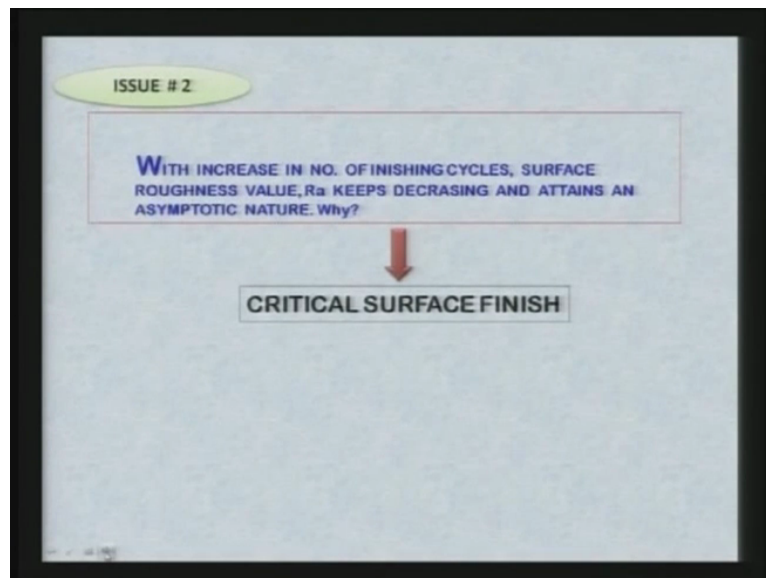 ISSUE # 2
WITH INCREASE IN NO. OF INISHING CYCLES, SURFACE
ROUGHNESS VALUE, Ra KEEPS DECRASING AND ATTAINS AN
ASYMPTOTIC NATURE. Why?
CRITICAL SURFACE FINISH